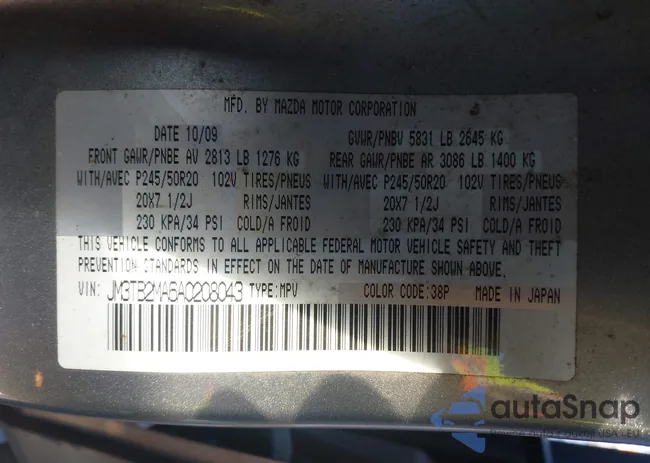 MFD. BY MAZDA MOTOR CORPORATION
DATE 10/09 GVWR/PNBV 5831 LB 2645 KG
FRONT GAWR/PNBE AV 2813 LB 1276 KG REAR GAWR/PNBE AR 3086 LB 1400 KG
WITH/AVEC P245/50R20 102V TIRES/PNEUS WITH/AVEC P245/50R20 102V TIRES/PNEUS
20X7 1/2J RIMS/JANTES 20X7 1/2J RIMS/JANTES
230 KPA/34 PSI COLD/A FROID 230 KPA/34 PSI COLD/A FROID
THIS VEHICLE CONFORMS TO ALL APPLICABLE FEDERAL MOTOR VEHICLE SAFETY AND THEFT
PREVENTION STANDARDS IN EFFECT ON THE DATE OF MANUFACTURE SHOWN ABOVE.
VIN: JM3TB2MA6A0208043 TYPE:MPV COLOR CODE:38P MADE IN JAPAN
autaSnap